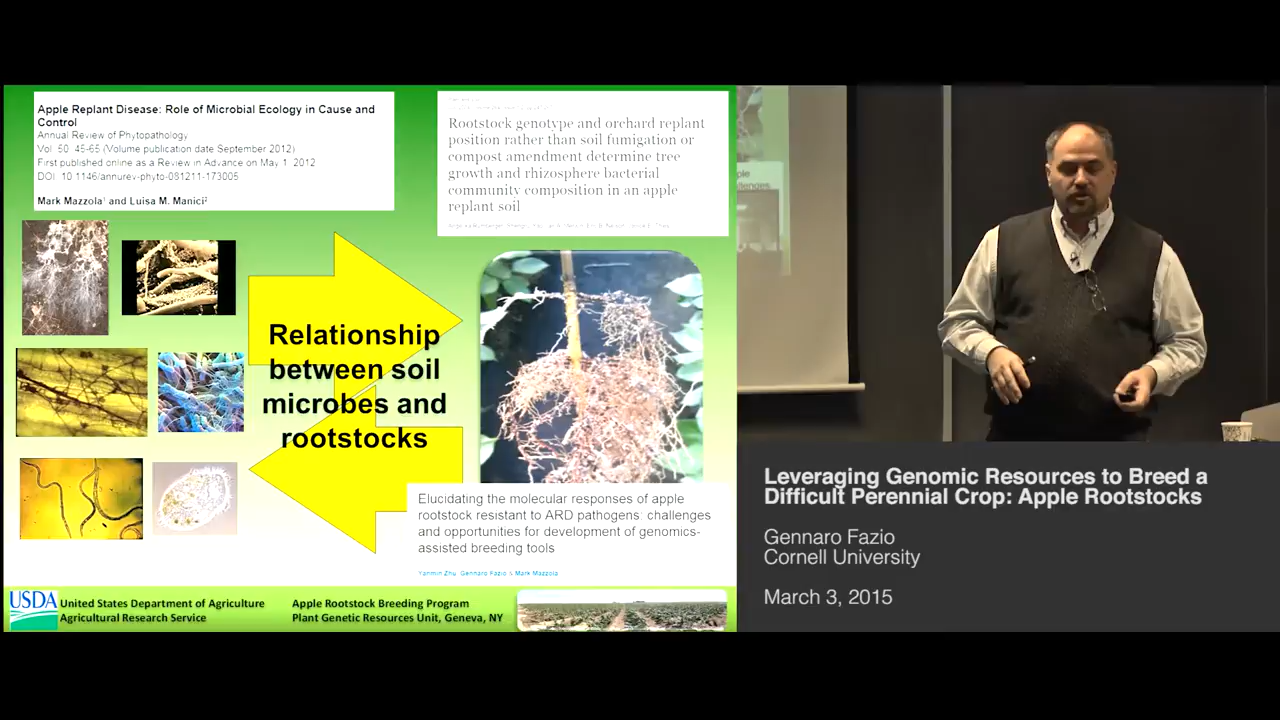 Apple Replant Disease: Role of Microbial Ecology in Cause and
Control
Annual Review of Phytopathology
Vol. 50: 45-65 (Volume publication date September 2012)
First published online as a Review in Advance on May 1, 2012
DOI: 10.1146/annurev-phyto-081211-173005
Mark Mazzola¹ and Luisa M. Manici²
Rootstock genotype and orchard replant
position rather than soil fumigation or
compost amendment determine tree
growth and rhizosphere bacterial
community composition in an apple
replant soil
Relationship
between soil
microbes and
rootstocks
Elucidating the molecular responses of apple
rootstock resistant to ARD pathogens: challenges
and opportunities for development of genomics-
assisted breeding tools
Yanmin Zhu, Gennaro Fazio & Mark Mazzola
USDA
United States Department of Agriculture
Agricultural Research Service
Apple Rootstock Breeding Program
Plant Genetic Resources Unit, Geneva, NY
Leveraging Genomic Resources to Breed a
Difficult Perennial Crop: Apple Rootstocks
Gennaro Fazio
Cornell University
March 3, 2015